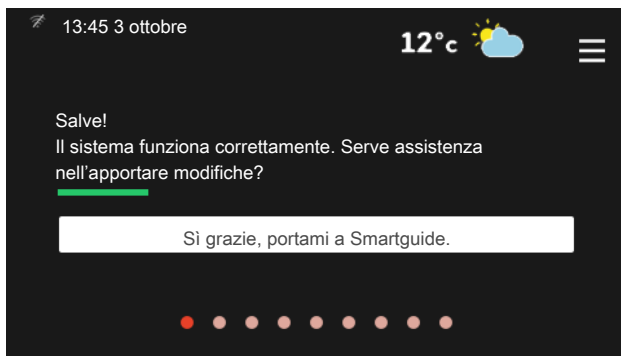 13:45 3 ottobre
12°c
Salve!
Il sistema funziona correttamente. Serve assistenza
nell’apportare modifiche?
Sì grazie, portami a Smartguide.